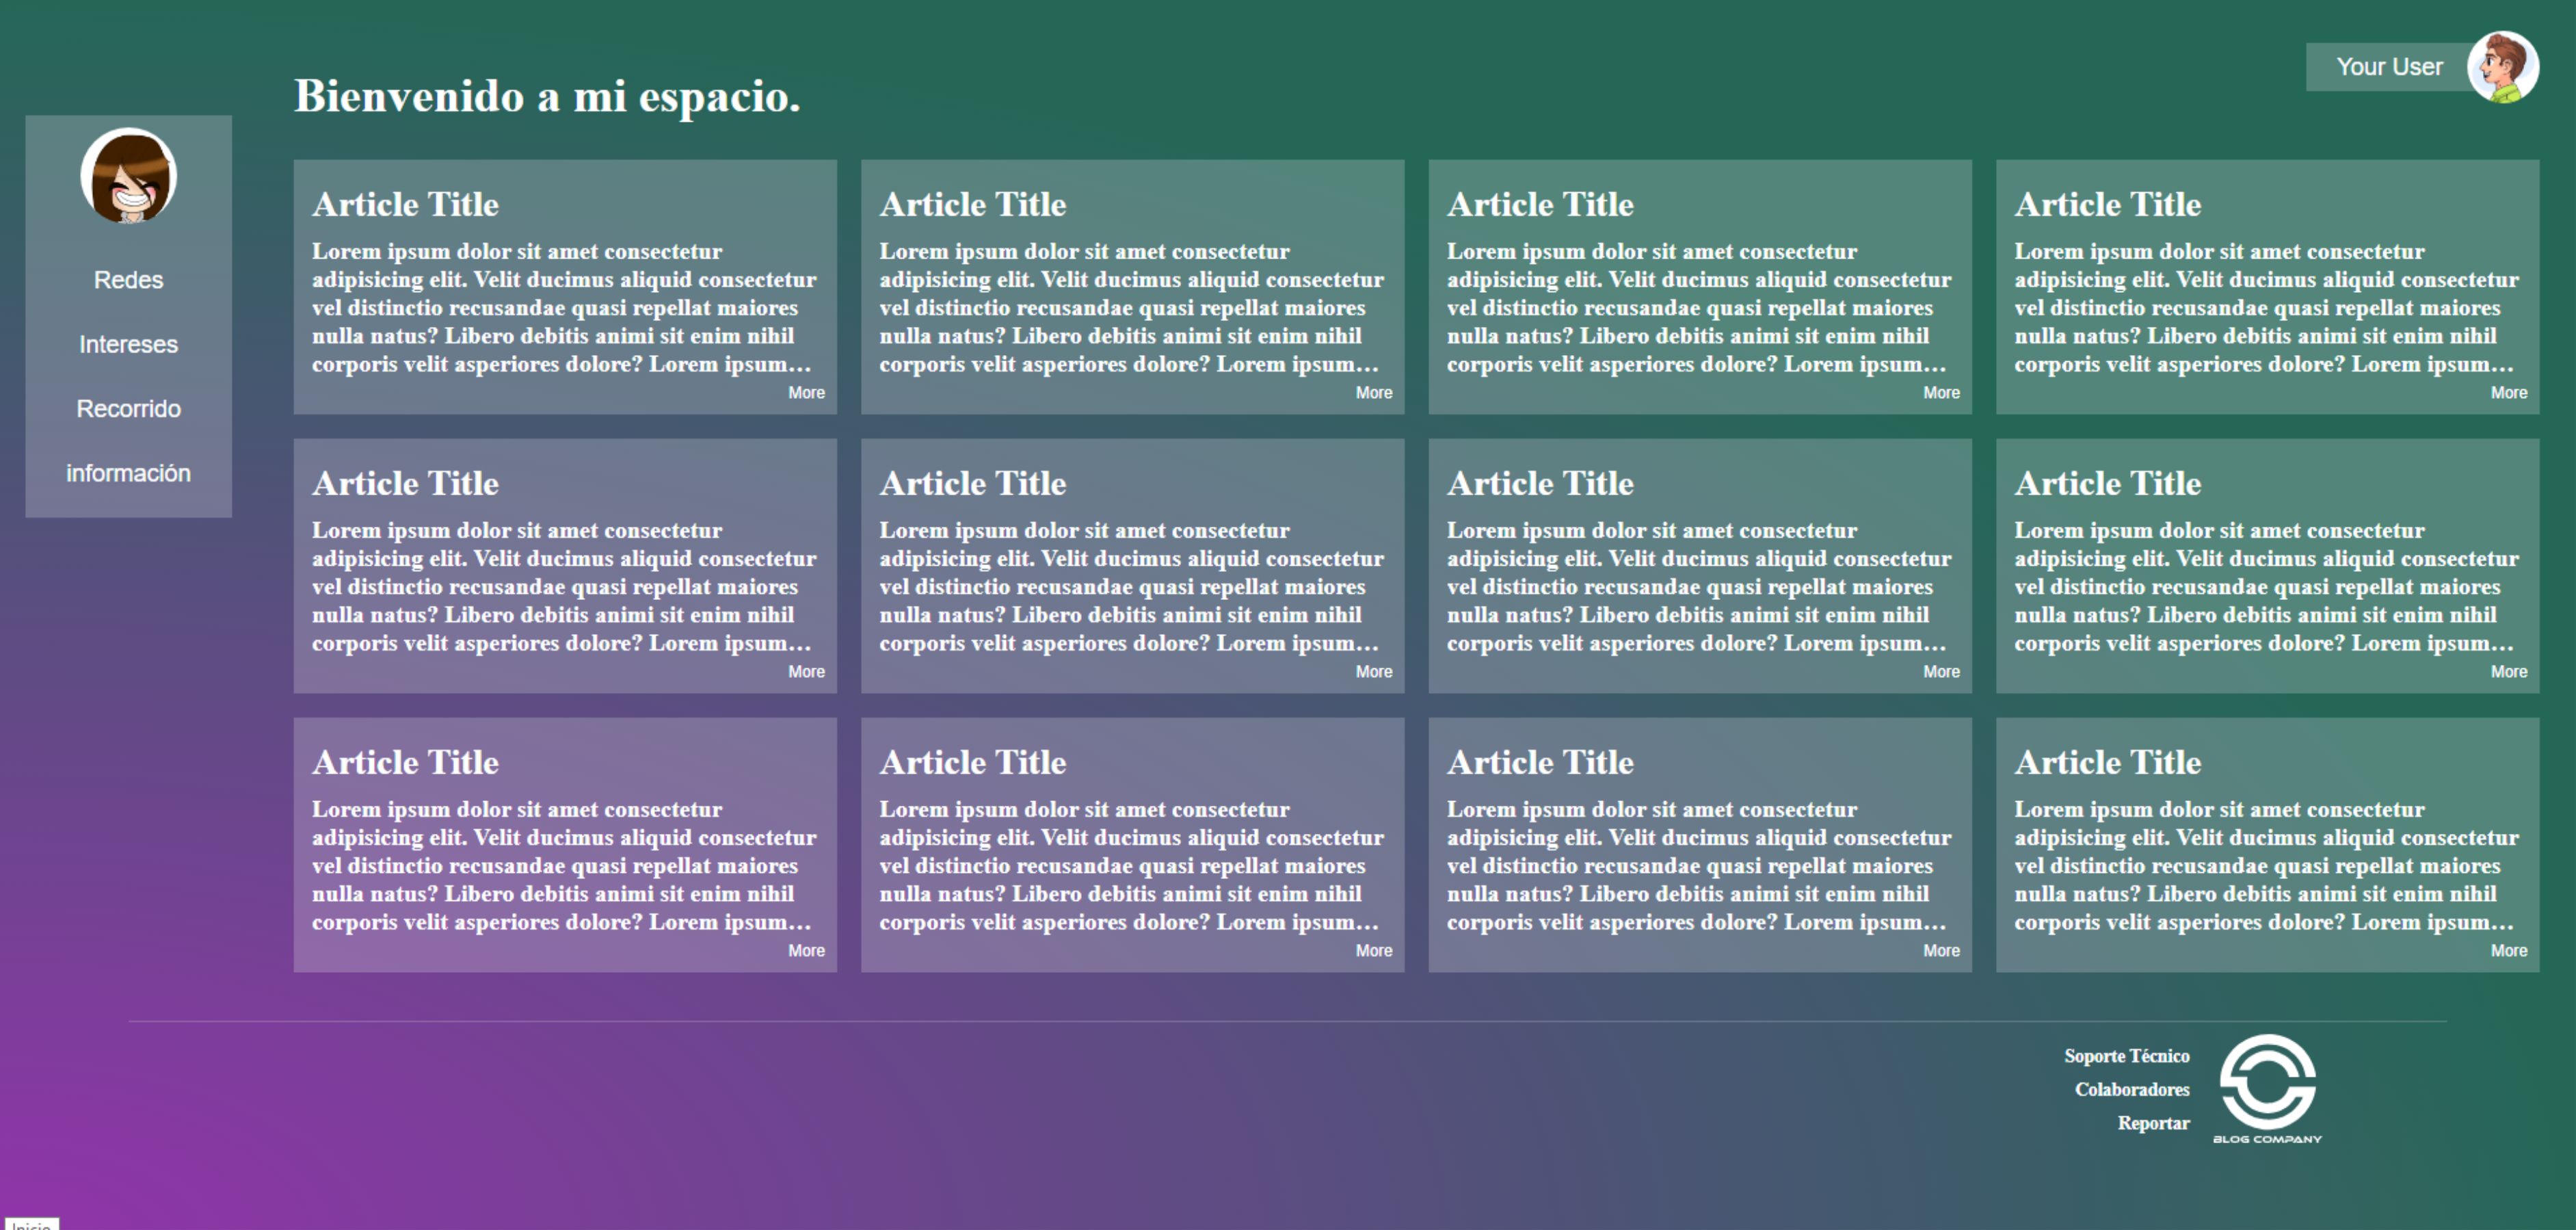 Your User
Bienvenido a mi espacio.
Redes
Intereses
Recorrido
información
Article Title
Lorem ipsum dolor sit amet consectetur
adipisicing elit. Velit ducimus aliquid consectetur
vel distinctio recusandae quasi repellat maiores
nulla natus? Libero debitis animi sit enim nihil
corporis velit asperiores dolore? Lorem ipsum...
More
Article Title
Lorem ipsum dolor sit amet consectetur
adipisicing elit. Velit ducimus aliquid consectetur
vel distinctio recusandae quasi repellat maiores
nulla natus? Libero debitis animi sit enim nihil
corporis velit asperiores dolore? Lorem ipsum...
More
Article Title
Lorem ipsum dolor sit amet consectetur
adipisicing elit. Velit ducimus aliquid consectetur
vel distinctio recusandae quasi repellat maiores
nulla natus? Libero debitis animi sit enim nihil
corporis velit asperiores dolore? Lorem ipsum...
More
Article Title
Lorem ipsum dolor sit amet consectetur
adipisicing elit. Velit ducimus aliquid consectetur
vel distinctio recusandae quasi repellat maiores
nulla natus? Libero debitis animi sit enim nihil
corporis velit asperiores dolore? Lorem ipsum...
More
Article Title
Lorem ipsum dolor sit amet consectetur
adipisicing elit. Velit ducimus aliquid consectetur
vel distinctio recusandae quasi repellat maiores
nulla natus? Libero debitis animi sit enim nihil
corporis velit asperiores dolore? Lorem ipsum...
More
Article Title
Lorem ipsum dolor sit amet consectetur
adipisicing elit. Velit ducimus aliquid consectetur
vel distinctio recusandae quasi repellat maiores
nulla natus? Libero debitis animi sit enim nihil
corporis velit asperiores dolore? Lorem ipsum...
More
Article Title
Lorem ipsum dolor sit amet consectetur
adipisicing elit. Velit ducimus aliquid consectetur
vel distinctio recusandae quasi repellat maiores
nulla natus? Libero debitis animi sit enim nihil
corporis velit asperiores dolore? Lorem ipsum...
More
Article Title
Lorem ipsum dolor sit amet consectetur
adipisicing elit. Velit ducimus aliquid consectetur
vel distinctio recusandae quasi repellat maiores
nulla natus? Libero debitis animi sit enim nihil
corporis velit asperiores dolore? Lorem ipsum...
More
Article Title
Lorem ipsum dolor sit amet consectetur
adipisicing elit. Velit ducimus aliquid consectetur
vel distinctio recusandae quasi repellat maiores
nulla natus? Libero debitis animi sit enim nihil
corporis velit asperiores dolore? Lorem ipsum...
More
Article Title
Lorem ipsum dolor sit amet consectetur
adipisicing elit. Velit ducimus aliquid consectetur
vel distinctio recusandae quasi repellat maiores
nulla natus? Libero debitis animi sit enim nihil
corporis velit asperiores dolore? Lorem ipsum...
More
Article Title
Lorem ipsum dolor sit amet consectetur
adipisicing elit. Velit ducimus aliquid consectetur
vel distinctio recusandae quasi repellat maiores
nulla natus? Libero debitis animi sit enim nihil
corporis velit asperiores dolore? Lorem ipsum...
More
Article Title
Lorem ipsum dolor sit amet consectetur
adipisicing elit. Velit ducimus aliquid consectetur
vel distinctio recusandae quasi repellat maiores
nulla natus? Libero debitis animi sit enim nihil
corporis velit asperiores dolore? Lorem ipsum...
More
Soporte Técnico
Colaboradores
Reportar
BLOG COMPANY
Inicio